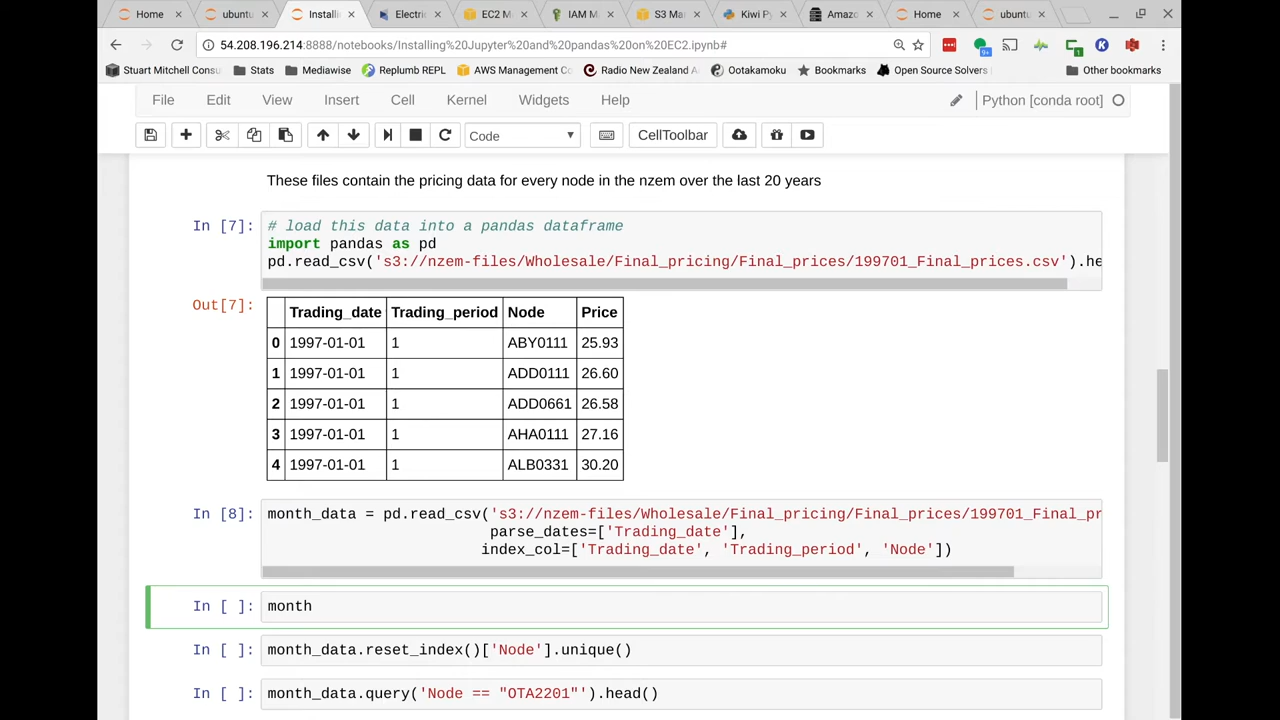 Home
ubuntu
Installi
Electri
EC2 M
IAM M
S3 Ma
Kiwi Py
Amazo
Home
ubuntu
54.208.196.214:8888/notebooks/Installing%20Jupyter%20and%20pandas%20on%20EC2.ipynb#
9+
Stuart Mitchell Consu
Stats
Mediawise
Replumb REPL
AWS Management Co
Radio New Zealand A
Ootakamoku
Bookmarks
Open Source Solvers
Other bookmarks
File Edit View Insert Cell Kernel Widgets Help
Python [conda root]
Code
CellToolbar
These files contain the pricing data for every node in the nzem over the last 20 years
In [7]: # load this data into a pandas dataframe
import pandas as pd
pd.read_csv('s3://nzem-files/Wholesale/Final_pricing/Final_prices/199701_Final_prices.csv').he
Out[7]:
Trading_date Trading_period Node Price
0 1997-01-01 1 ABY0111 25.93
1 1997-01-01 1 ADD0111 26.60
2 1997-01-01 1 ADD0661 26.58
3 1997-01-01 1 AHA0111 27.16
4 1997-01-01 1 ALB0331 30.20
In [8]: month_data = pd.read_csv('s3://nzem-files/Wholesale/Final_pricing/Final_prices/199701_Final_pr
parse_dates=['Trading_date'],
index_col=['Trading_date', 'Trading_period', 'Node'])
In [ ]: month
In [ ]: month_data.reset_index()['Node'].unique()
In [ ]: month_data.query('Node == "OTA2201"').head()